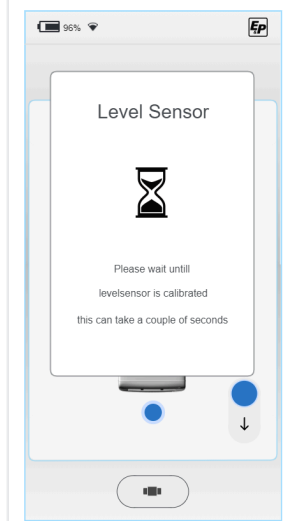 96%
EP
Level Sensor
Please wait untill
levelsensor is calibrated
this can take a couple of seconds